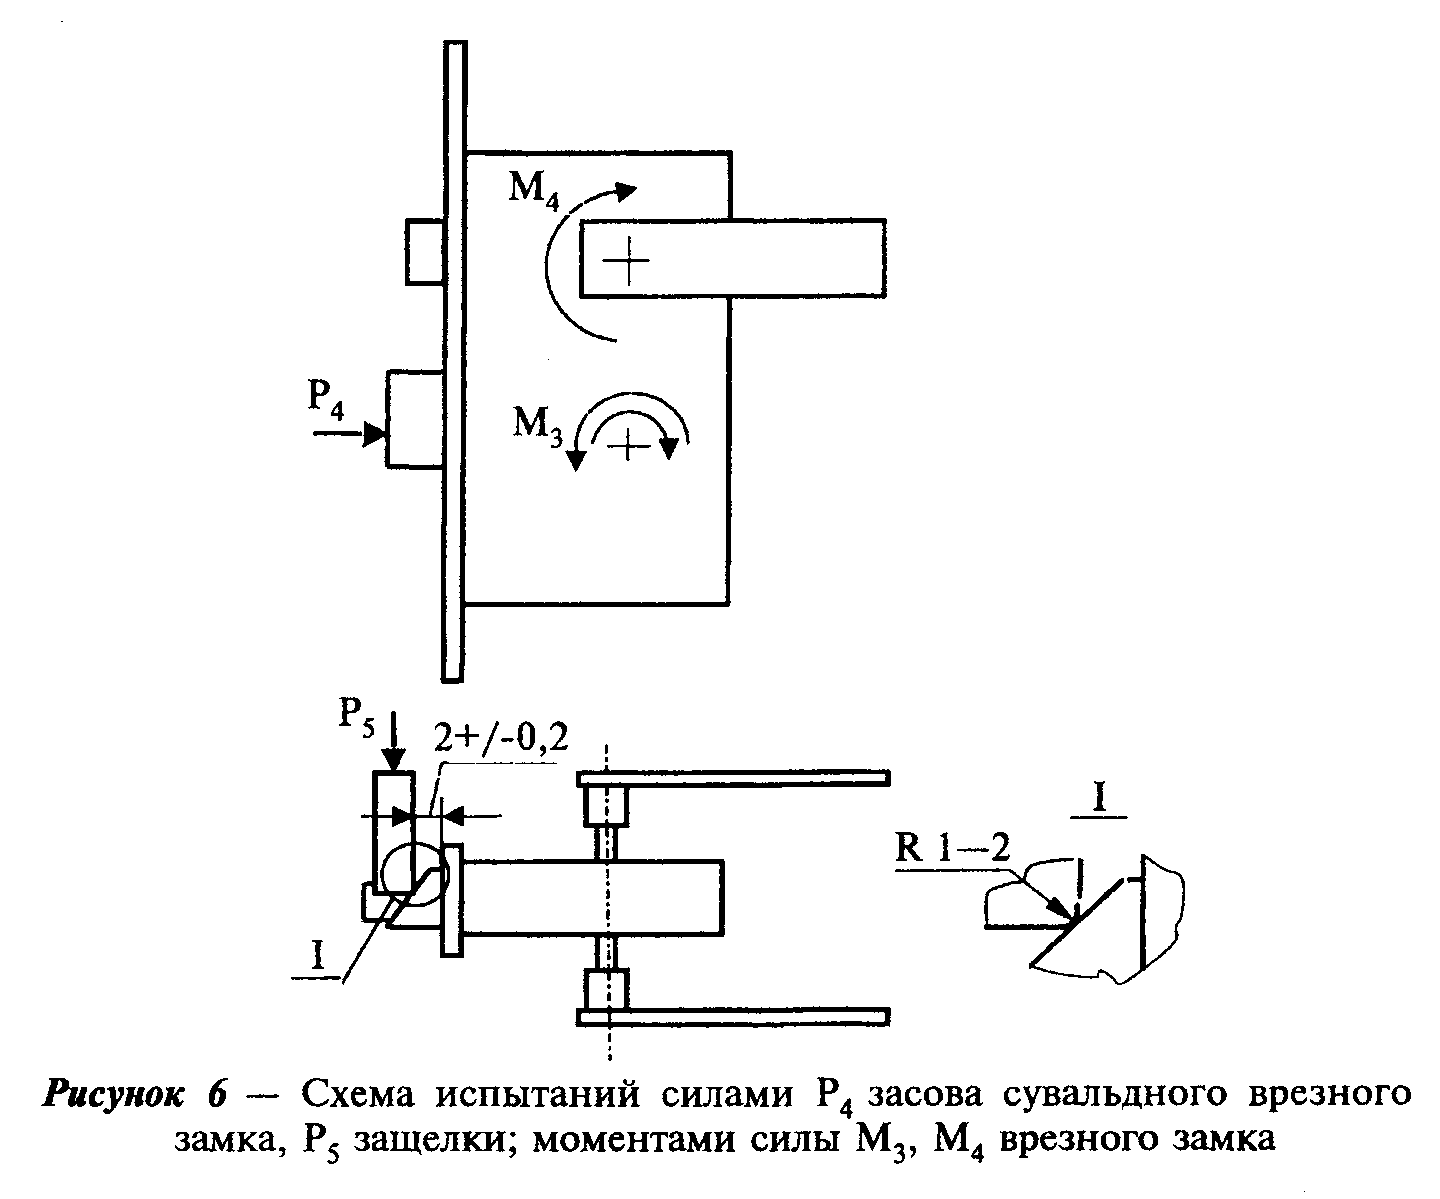 M4
P4
M3
P5
2+/-0,2
I
R 1—2
I
Рисунок 6 — Схема испытаний силами P4 засова сувальдного врезного
замка, P5 защелки; моментами силы M3, M4 врезного замка